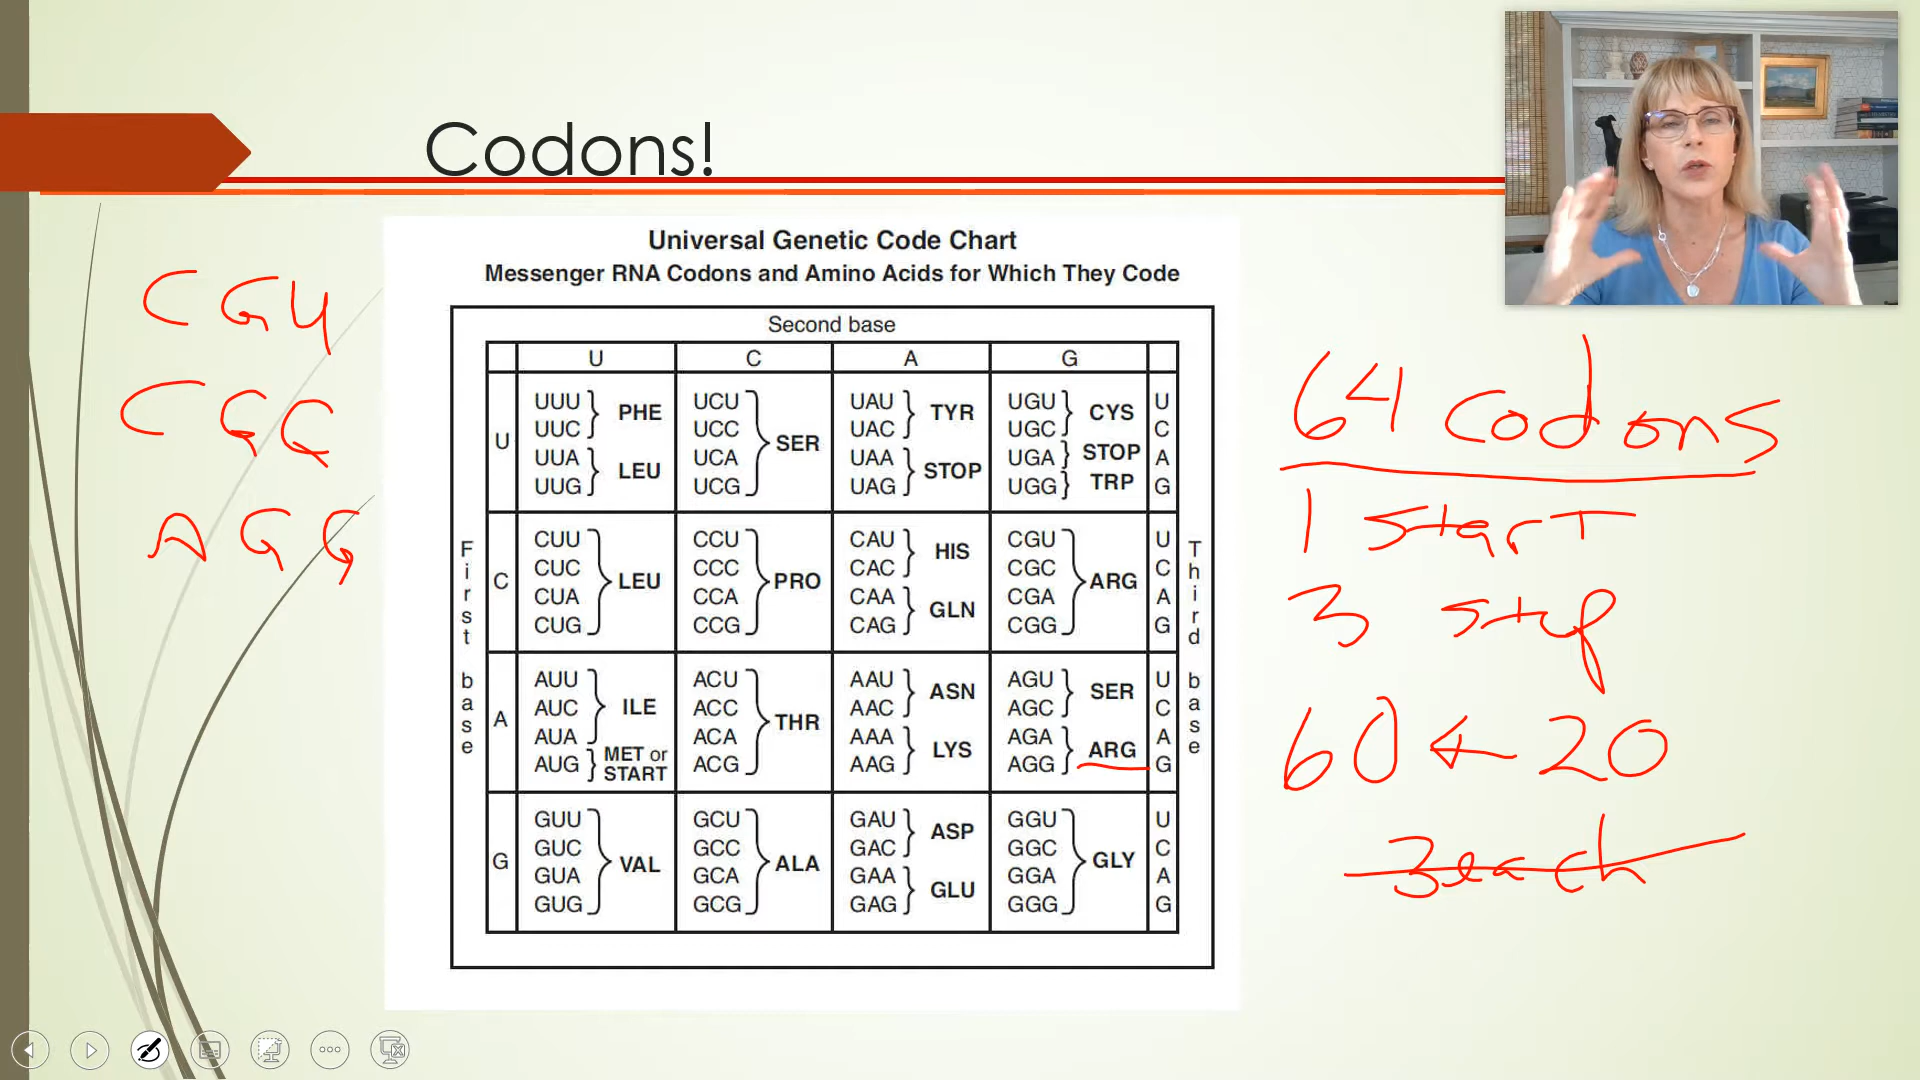 Codons!
CGU
CGG
AGG
Universal Genetic Code Chart
Messenger RNA Codons and Amino Acids for Which They Code
Second base
U C A G
First base
Third base
U
UUU
UUC
PHE
UUA
UUG
LEU
UCU
UCC
UCA
UCG
SER
UAU
UAC
TYR
UAA
UAG
STOP
UGU
UGC
CYS
UGA
STOP
UGG
TRP
U
C
A
G
C
CUU
CUC
CUA
CUG
LEU
CCU
CCC
CCA
CCG
PRO
CAU
CAC
HIS
CAA
CAG
GLN
CGU
CGC
CGA
CGG
ARG
U
C
A
G
A
AUU
AUC
AUA
ILE
AUG
MET or
START
ACU
ACC
ACA
ACG
THR
AAU
AAC
ASN
AAA
AAG
LYS
AGU
AGC
SER
AGA
AGG
ARG
U
C
A
G
G
GUU
GUC
GUA
GUG
VAL
GCU
GCC
GCA
GCG
ALA
GAU
GAC
ASP
GAA
GAG
GLU
GGU
GGC
GGA
GGG
GLY
U
C
A
G
64 codons
1 start
3 stop
60 ← 20
3 each